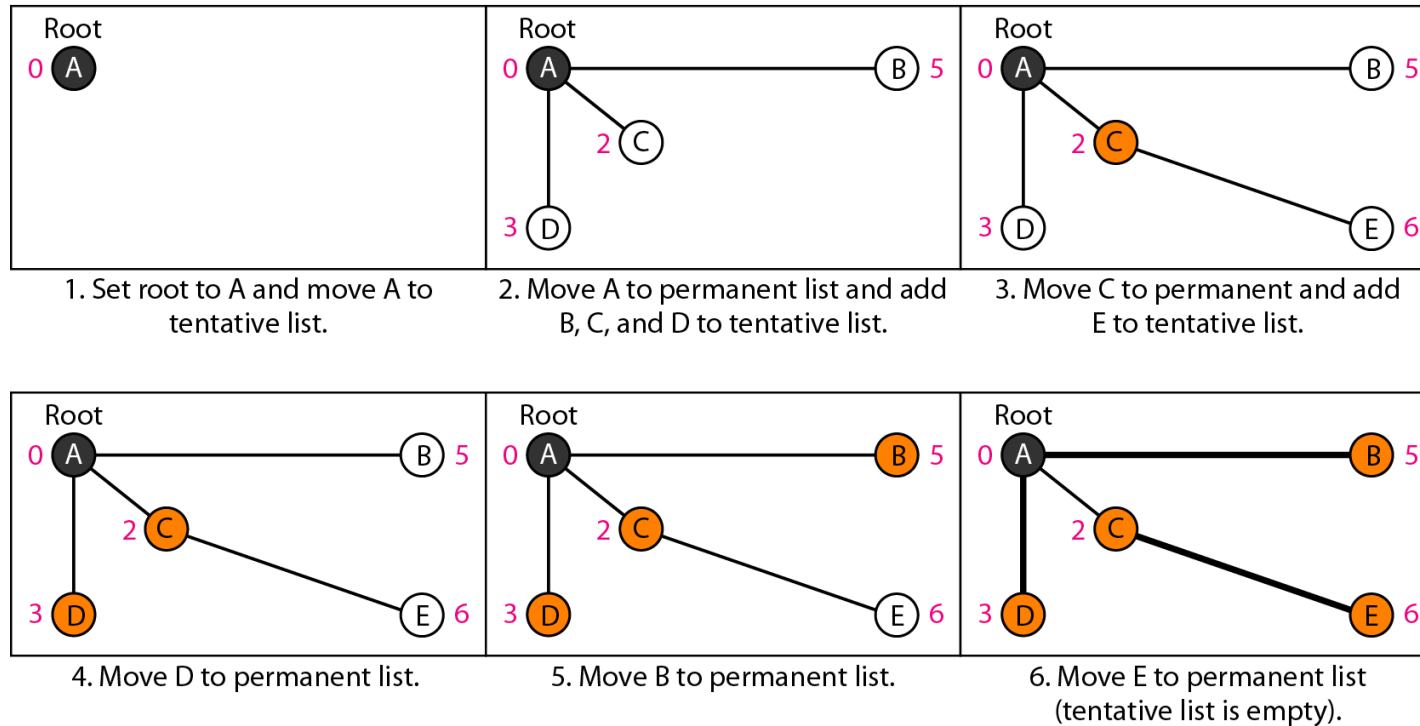 Root
0 A
1. Set root to A and move A to
tentative list.
Root
0 A B 5
2 C
3 D
2. Move A to permanent list and add
B, C, and D to tentative list.
Root
0 A B 5
2 C
3 D E 6
3. Move C to permanent and add
E to tentative list.
Root
0 A B 5
2 C
3 D E 6
4. Move D to permanent list.
Root
0 A B 5
2 C
3 D E 6
5. Move B to permanent list.
Root
0 A B 5
2 C
3 D E 6
6. Move E to permanent list
(tentative list is empty).